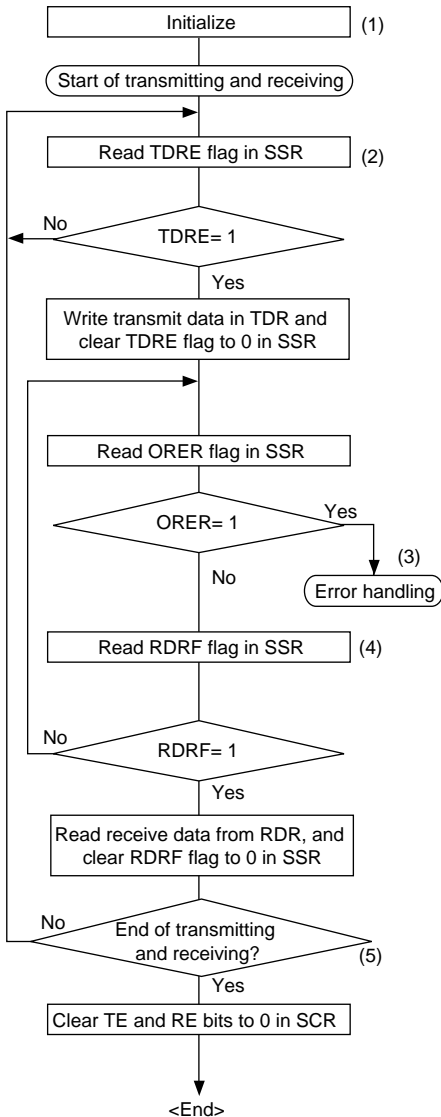 Initialize
(1)
Start of transmitting and receiving
Read TDRE flag in SSR
(2)
No
TDRE= 1
Yes
Write transmit data in TDR and
clear TDRE flag to 0 in SSR
Read ORER flag in SSR
Yes
ORER= 1
(3)
No
Error handling
Read RDRF flag in SSR
(4)
No
RDRF= 1
Yes
Read receive data from RDR, and
clear RDRF flag to 0 in SSR
No
End of transmitting
and receiving?
(5)
Yes
Clear TE and RE bits to 0 in SCR
<End>